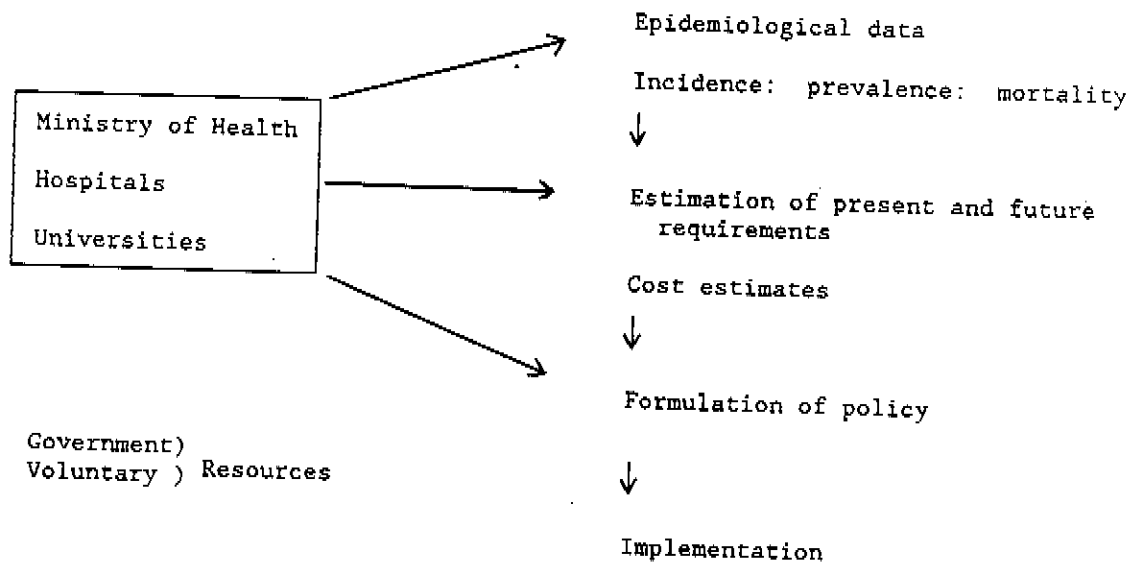 Ministry of Health
Hospitals
Universities
Government)
Voluntary ) Resources
Epidemiological data
Incidence: prevalence: mortality
Estimation of present and future
requirements
Cost estimates
Formulation of policy
Implementation